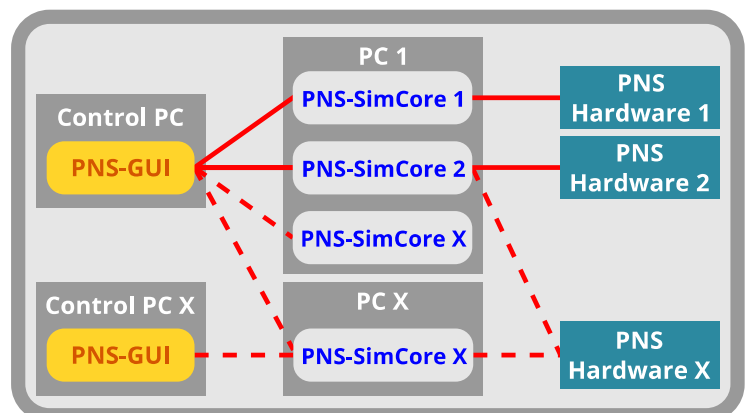 Control PC
PNS-GUI
PC 1
PNS-SimCore 1
PNS-SimCore 2
PNS-SimCore X
PNS
Hardware 1
PNS
Hardware 2
Control PC X
PNS-GUI
PC X
PNS-SimCore X
PNS
Hardware X